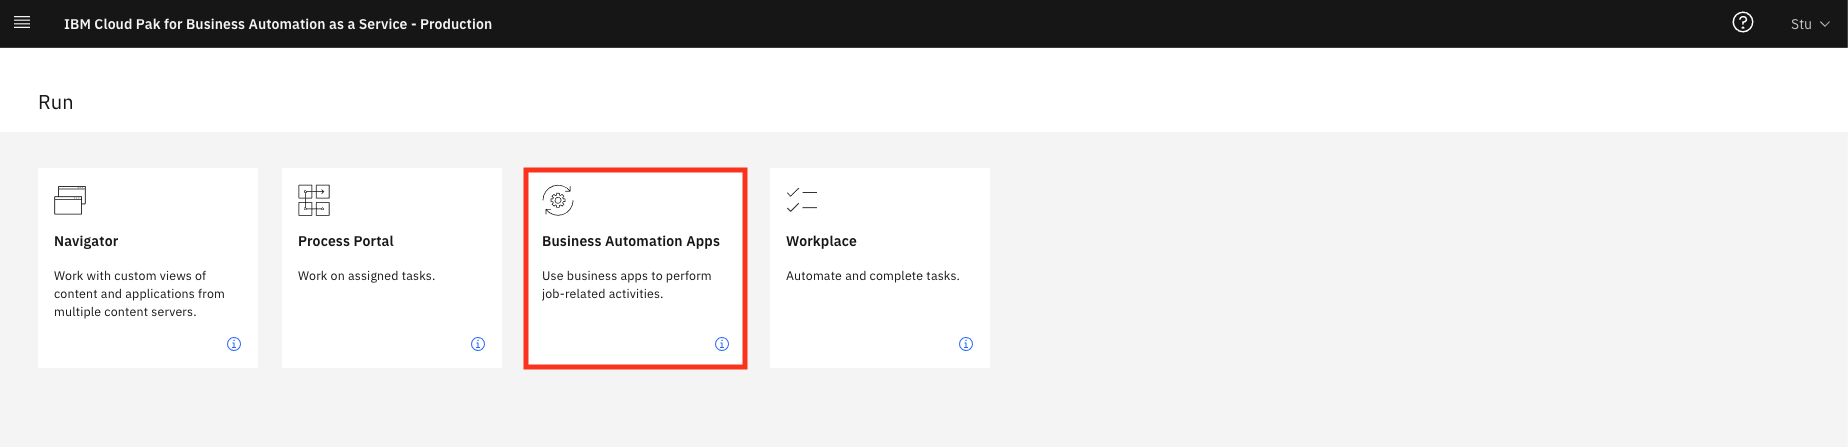 IBM Cloud Pak for Business Automation as a Service - Production
Stu
Run
Navigator
Work with custom views of
content and applications from
multiple content servers.
Process Portal
Work on assigned tasks.
Business Automation Apps
Use business apps to perform
job-related activities.
Workplace
Automate and complete tasks.